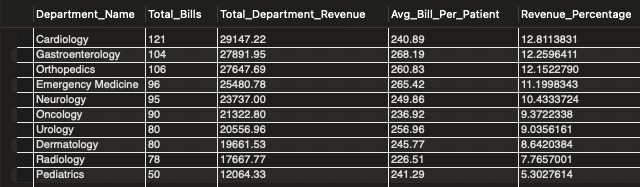 Department_Name Total_Bills Total_Department_Revenue Avg_Bill_Per_Patient Revenue_Percentage
Cardiology 121 29147.22 240.89 12.8113831
Gastroenterology 104 27891.95 268.19 12.2596411
Orthopedics 106 27647.69 260.83 12.1522790
Emergency Medicine 96 25480.78 265.42 11.1998343
Neurology 95 23737.00 249.86 10.4333724
Oncology 90 21322.80 236.92 9.3722338
Urology 80 20556.96 256.96 9.0356161
Dermatology 80 19661.53 245.77 8.6420384
Radiology 78 17667.77 226.51 7.7657001
Pediatrics 50 12064.33 241.29 5.3027614